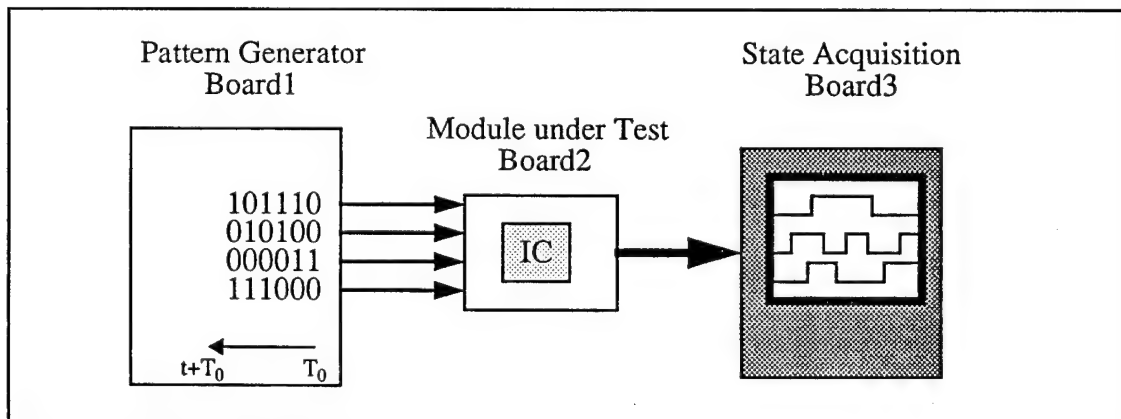 Pattern Generator
Board1
State Acquisition
Board3
Module under Test
Board2
101110
010100
000011
111000
IC
t+T₀
T₀